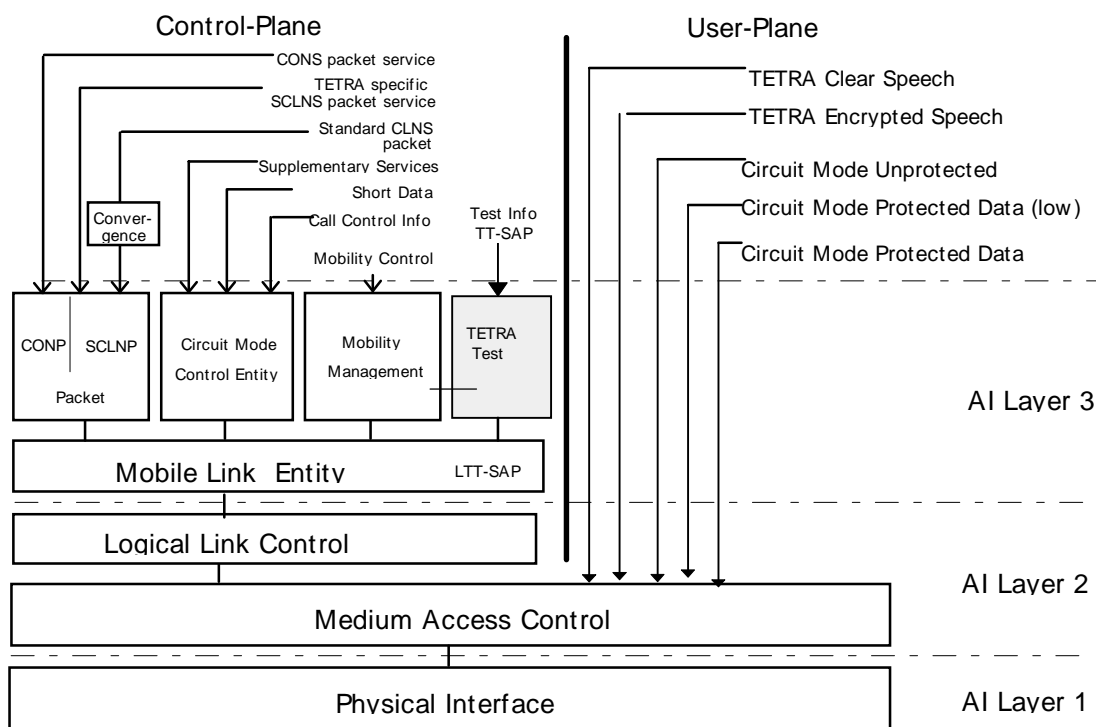 Control-Plane
User-Plane
CONS packet service
TETRA specific
SCLNS packet service
Standard CLNS
packet
Supplementary Services
Short Data
Call Control Info
Mobility Control
Test Info
TT-SAP
TETRA Clear Speech
TETRA Encrypted Speech
Circuit Mode Unprotected
Circuit Mode Protected Data (low)
Circuit Mode Protected Data
Conver-
gence
CONP
SCLNP
Packet
Circuit Mode
Control Entity
Mobility
Management
TETRA
Test
AI Layer 3
Mobile Link Entity
LTT-SAP
Logical Link Control
AI Layer 2
Medium Access Control
Physical Interface
AI Layer 1